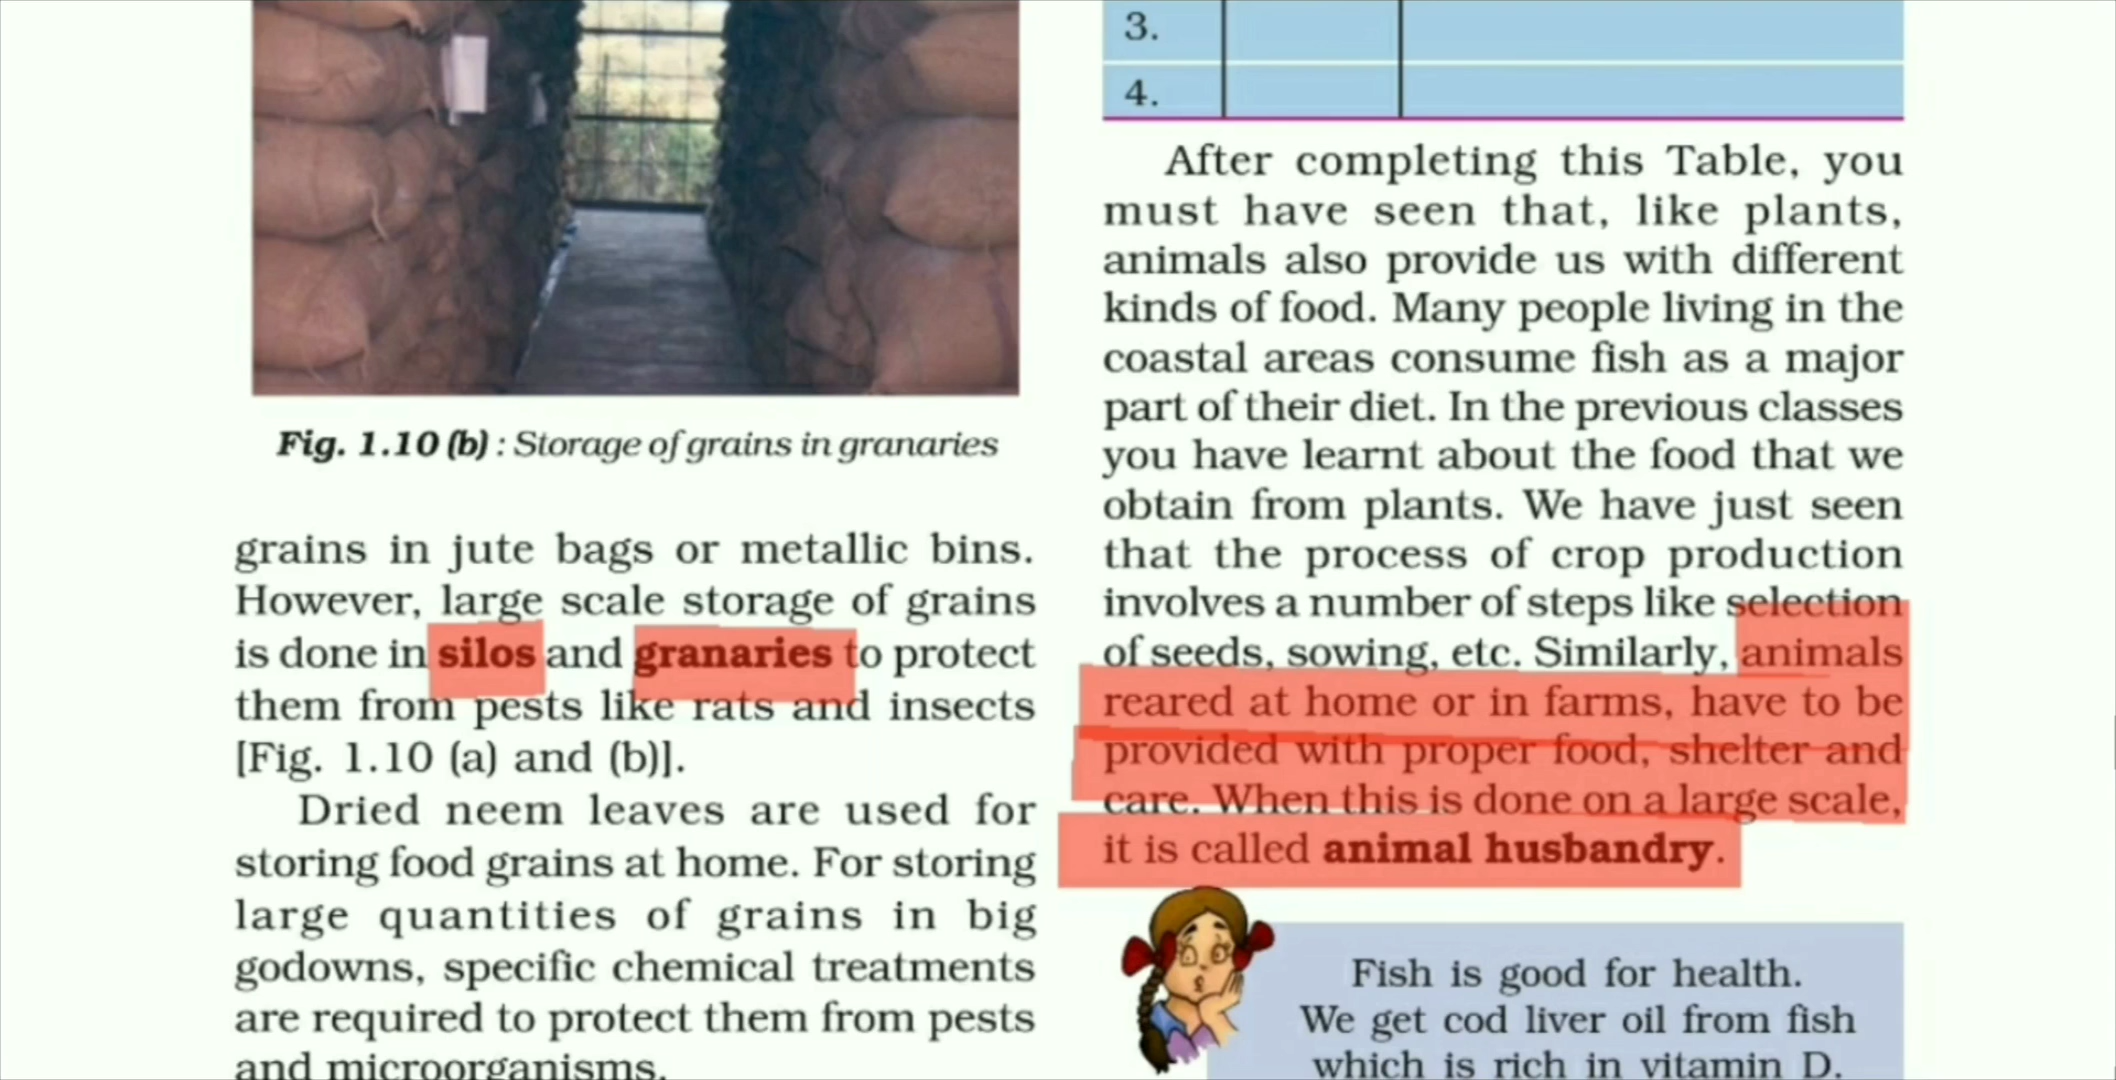 Fig. 1.10 (b) : Storage of grains in granaries
grains in jute bags or metallic bins.
However, large scale storage of grains
is done in silos and granaries to protect
them from pests like rats and insects
[Fig. 1.10 (a) and (b)].
Dried neem leaves are used for
storing food grains at home. For storing
large quantities of grains in big
godowns, specific chemical treatments
are required to protect them from pests
and microorganisms.
3.
4.
After completing this Table, you
must have seen that, like plants,
animals also provide us with different
kinds of food. Many people living in the
coastal areas consume fish as a major
part of their diet. In the previous classes
you have learnt about the food that we
obtain from plants. We have just seen
that the process of crop production
involves a number of steps like selection
of seeds, sowing, etc. Similarly, animals
reared at home or in farms, have to be
provided with proper food, shelter and
care. When this is done on a large scale,
it is called animal husbandry.
Fish is good for health.
We get cod liver oil from fish
which is rich in vitamin D.